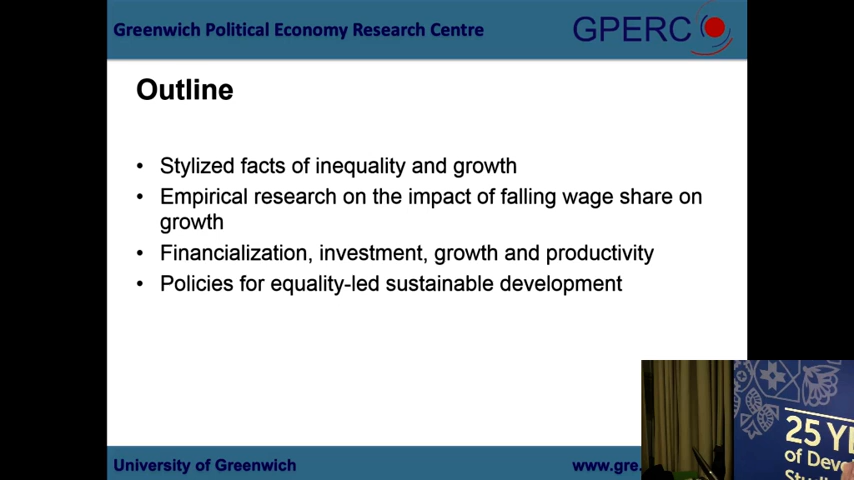 Greenwich Political Economy Research Centre
GPERC
Outline
• Stylized facts of inequality and growth
• Empirical research on the impact of falling wage share on
growth
• Financialization, investment, growth and productivity
• Policies for equality-led sustainable development
25
of
University of Greenwich
www.gre.